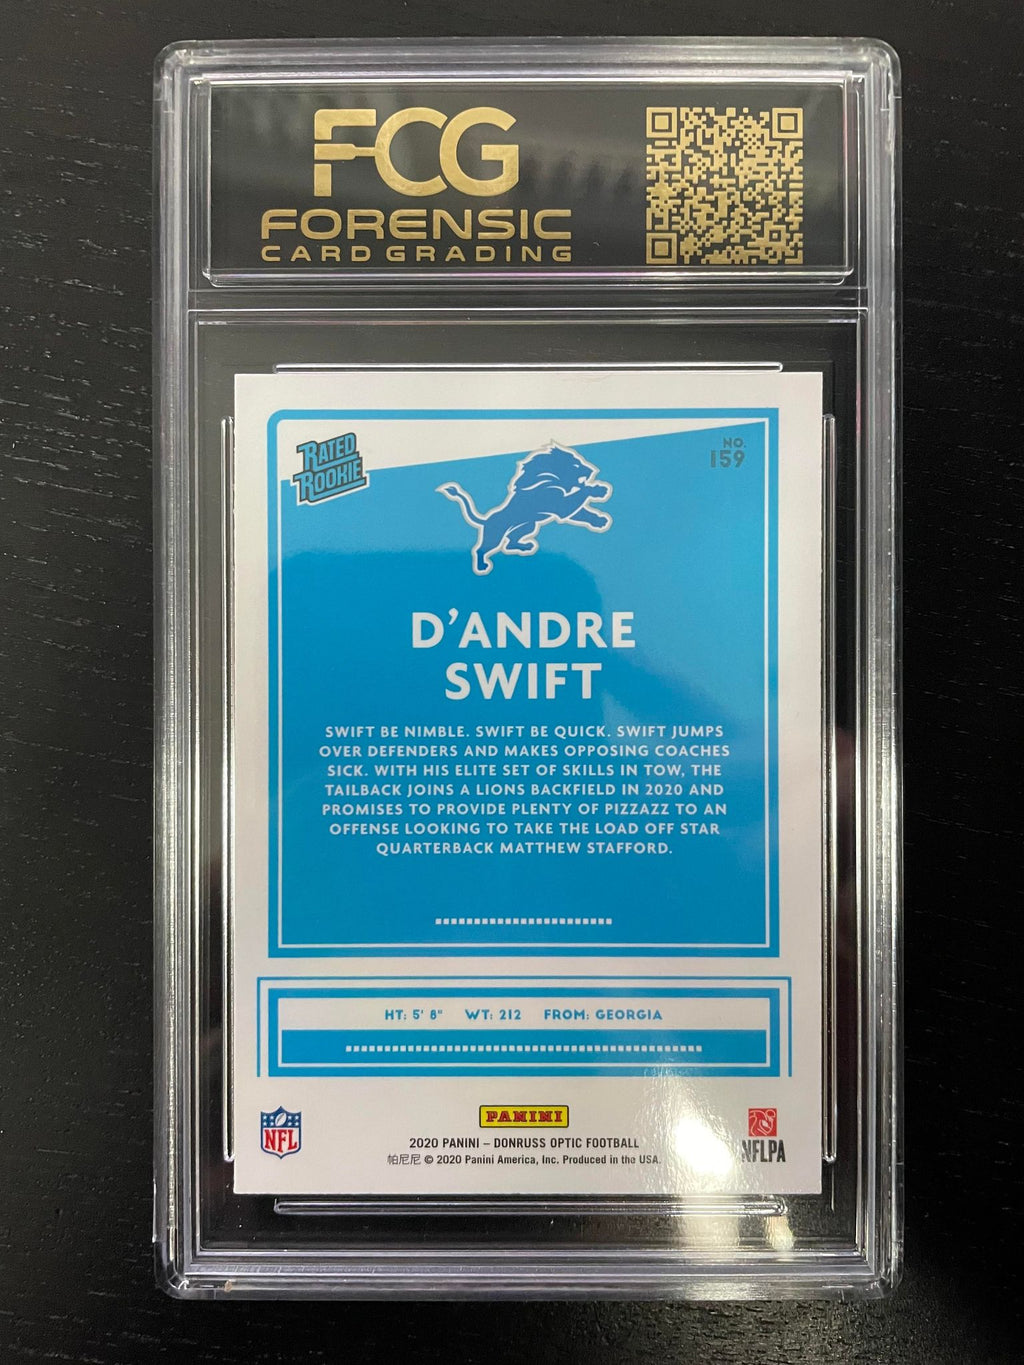 FCG
FORENSIC
CARD GRADING
RATED
ROOKIE
NO.
159
D'ANDRE
SWIFT
SWIFT BE NIMBLE. SWIFT BE QUICK. SWIFT JUMPS
OVER DEFENDERS AND MAKES OPPOSING COACHES
SICK. WITH HIS ELITE SET OF SKILLS IN TOW, THE
TAILBACK JOINS A LIONS BACKFIELD IN 2020 AND
PROMISES TO PROVIDE PLENTY OF PIZZAZZ TO AN
OFFENSE LOOKING TO TAKE THE LOAD OFF STAR
QUARTERBACK MATTHEW STAFFORD.
HT: 5' 8" WT: 212 FROM: GEORGIA
NFL
PANINI
2020 PANINI – DONRUSS OPTIC FOOTBALL
帕尼尼 © 2020 Panini America, Inc. Produced in the USA.
NFLPA